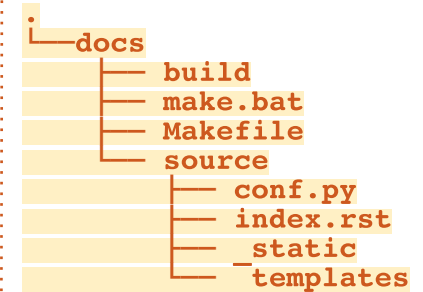 .
└──docs
    ├── build
    ├── make.bat
    ├── Makefile
    └── source
        ├── conf.py
        ├── index.rst
        ├── _static
        └── _templates